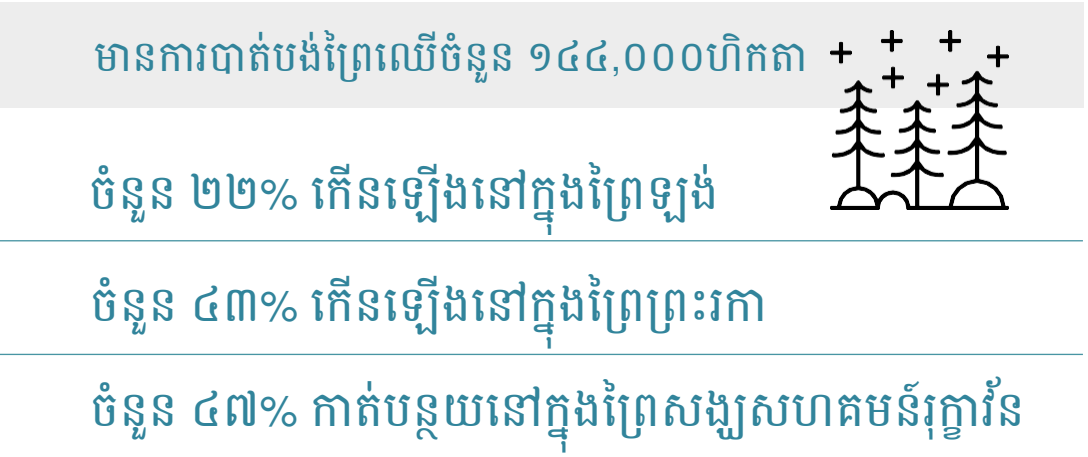 មានការបាត់បង់ព្រៃឈើចំនួន ១៤៤,០០០ហិកតា
ចំនួន ២២% កើនឡើងនៅក្នុងព្រៃឡង់
ចំនួន ៤៣% កើនឡើងនៅក្នុងព្រៃព្រះរកា
ចំនួន ៤៧% កាត់បន្ថយនៅក្នុងព្រៃសង្ឃសហគមន៍រុក្ខាវ័ន